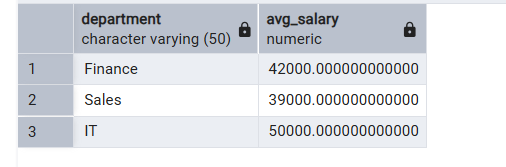 department avg_salary
character varying (50) numeric
1 Finance 42000.000000000000
2 Sales 39000.000000000000
3 IT 50000.000000000000